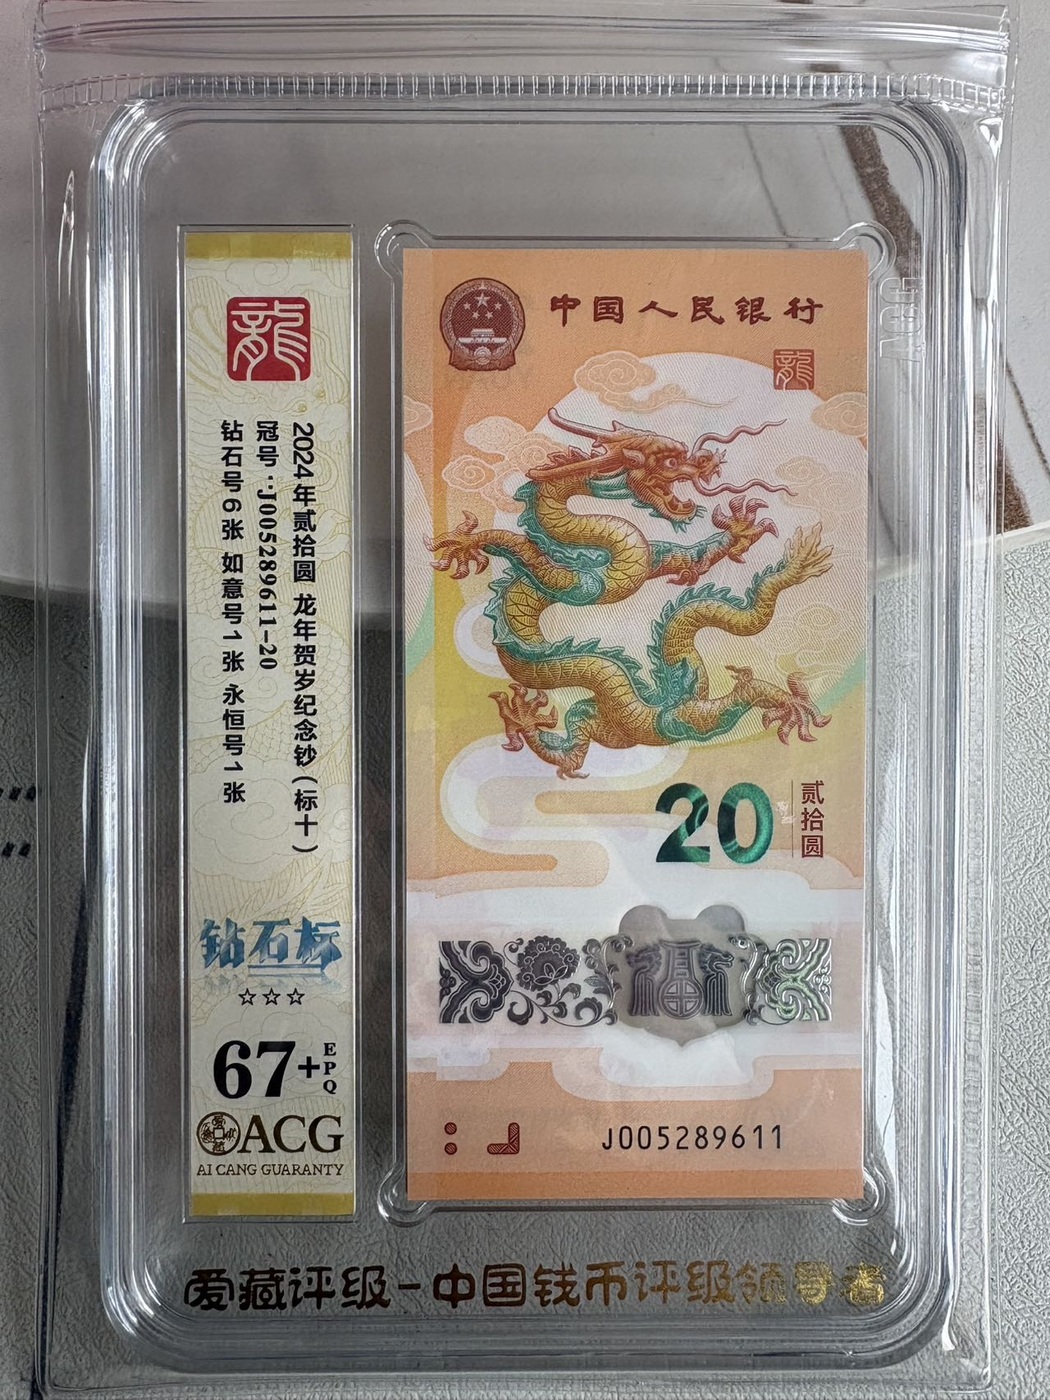 龍
2024年贰拾圆 龙年贺岁纪念钞(标十)
冠号:J005289611-20
钻石号6张 如意号1张 永恒号1张
钻石标
☆☆☆
67+EPQ
ACG
AI CANG GUARANTY
中国人民银行
龍
20
贰拾圆
J005289611
爱藏评级-中国钱币评级领导者